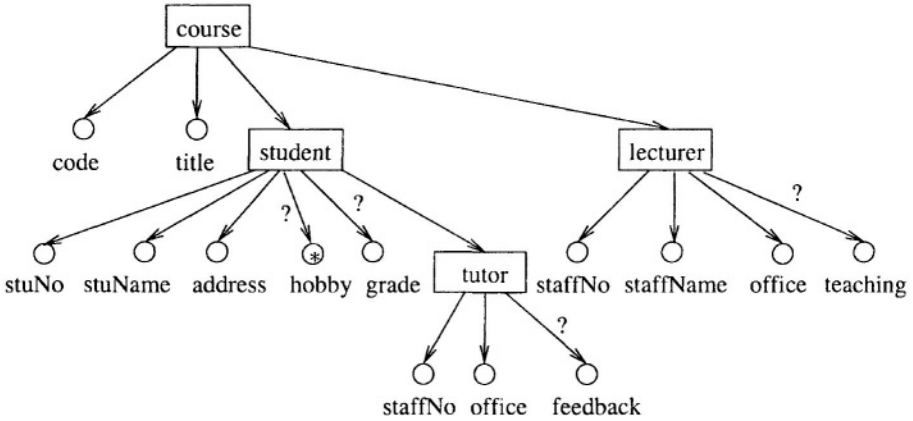 course
code title student lecturer
? ? ?
*
stuNo stuName address hobby grade tutor staffNo staffName office teaching
?
staffNo office feedback